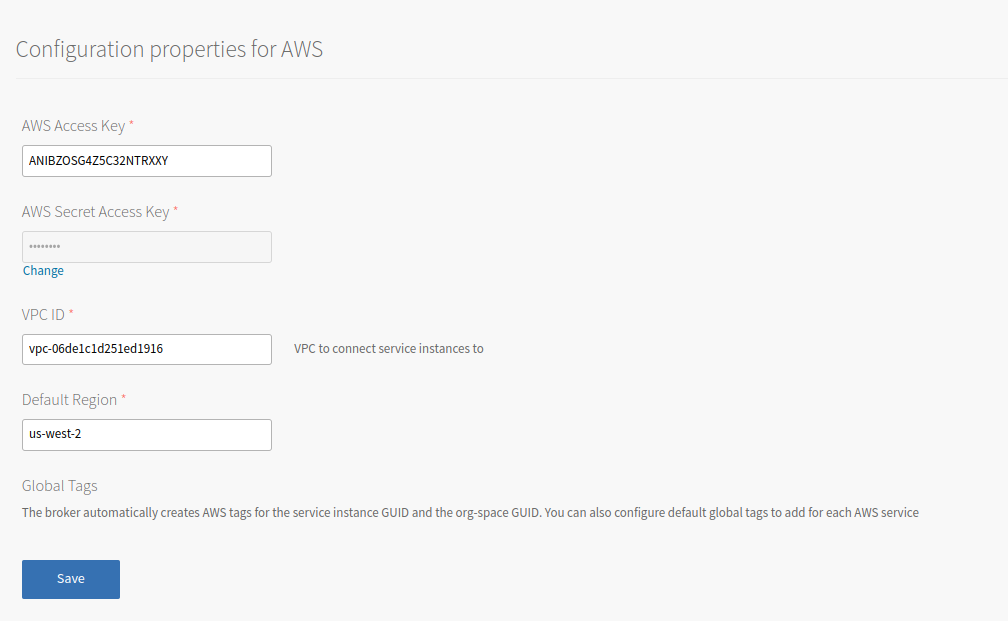 Configuration properties for AWS
AWS Access Key *
ANIBZOSG4Z5C32NTRXXY
AWS Secret Access Key *
••••••••
Change
VPC ID *
vpc-06de1c1d251ed1916
VPC to connect service instances to
Default Region *
us-west-2
Global Tags
The broker automatically creates AWS tags for the service instance GUID and the org-space GUID. You can also configure default global tags to add for each AWS service
Save